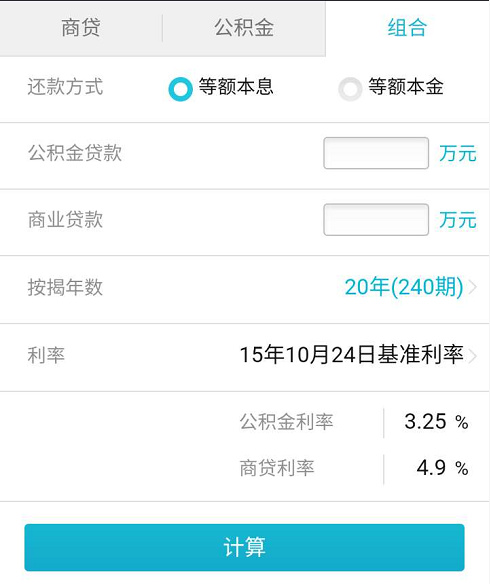 商贷 公积金 组合
还款方式 等额本息 等额本金
公积金贷款 万元
商业贷款 万元
按揭年数 20年(240期)
利率 15年10月24日基准利率
公积金利率 3.25 %
商贷利率 4.9 %
计算